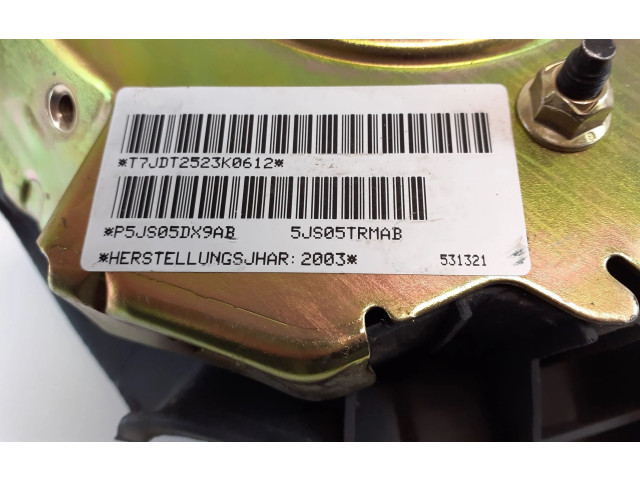 *T7JDT2523K0612*
*P5JS05DX9AB 5JS05TRMAB
*HERSTELLUNGSJHAR: 2003* 531321